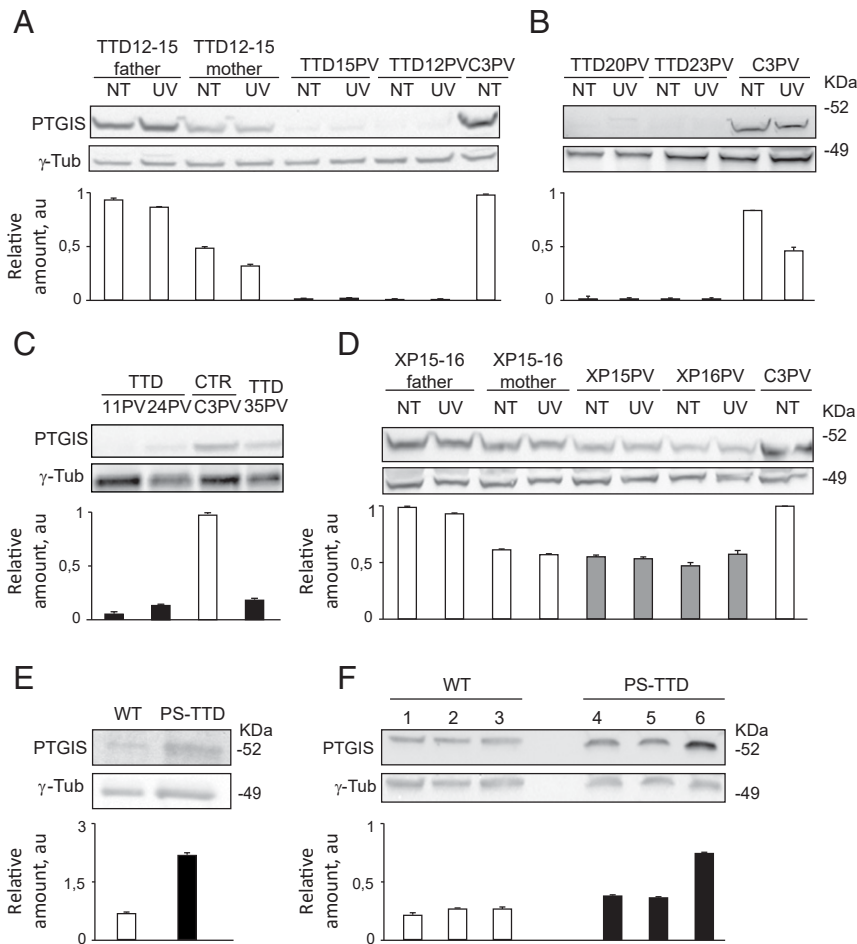 A
TTD12-15 father
TTD12-15 mother
TTD15PV TTD12PV C3PV
NT UV NT UV NT UV NT UV NT
PTGIS
γ-Tub
Relative amount, au
1
0,5
0
B
TTD20PV TTD23PV C3PV
NT UV NT UV NT UV
KDa
-52
-49
1
0,5
0
C
TTD CTR TTD
11PV 24PV C3PV 35PV
PTGIS
γ-Tub
Relative amount, au
1
0,5
0
D
XP15-16 father
XP15-16 mother
XP15PV XP16PV C3PV
NT UV NT UV NT UV NT UV NT
KDa
-52
-49
Relative amount, au
1
0,5
0
E
WT PS-TTD
KDa
PTGIS -52
γ-Tub -49
Relative amount, au
3
1,5
0
F
WT PS-TTD
1 2 3 4 5 6
KDa
PTGIS -52
γ-Tub -49
Relative amount, au
1
0,5
0